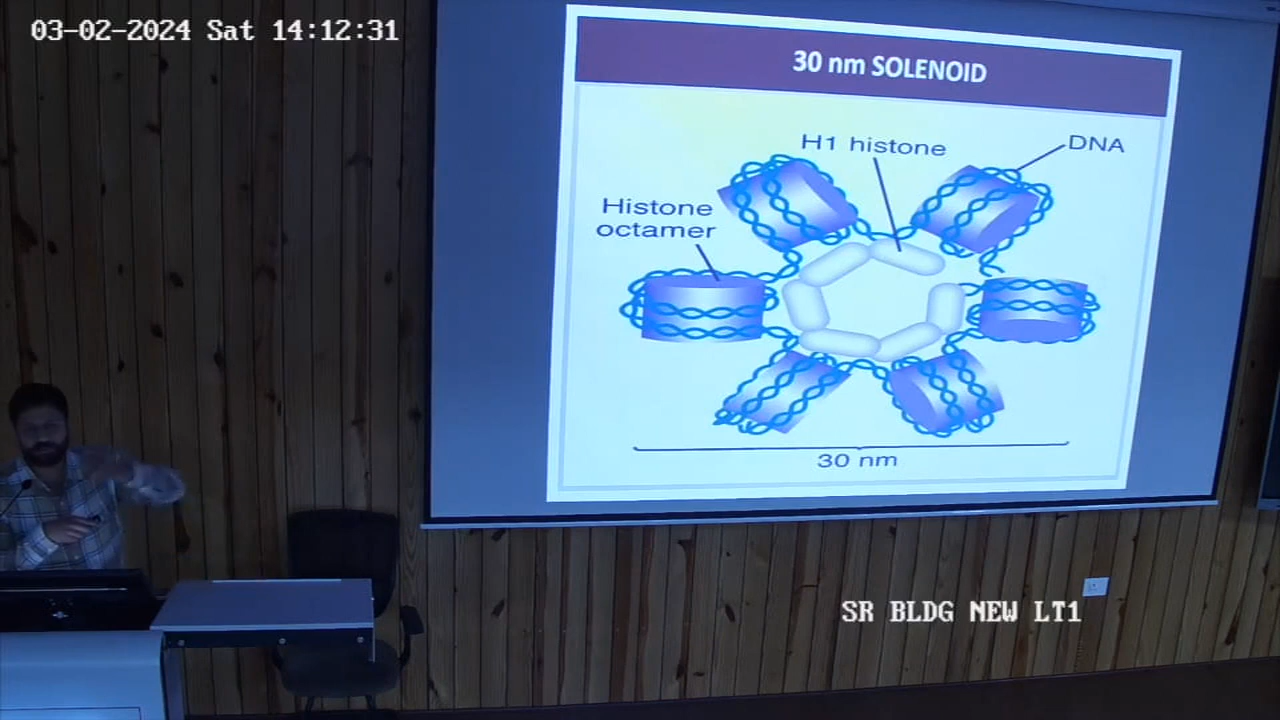 03-02-2024 Sat 14:12:31
30 nm SOLENOID
H1 histone
DNA
Histone
octamer
30 nm
SR BLDG NEW LT1